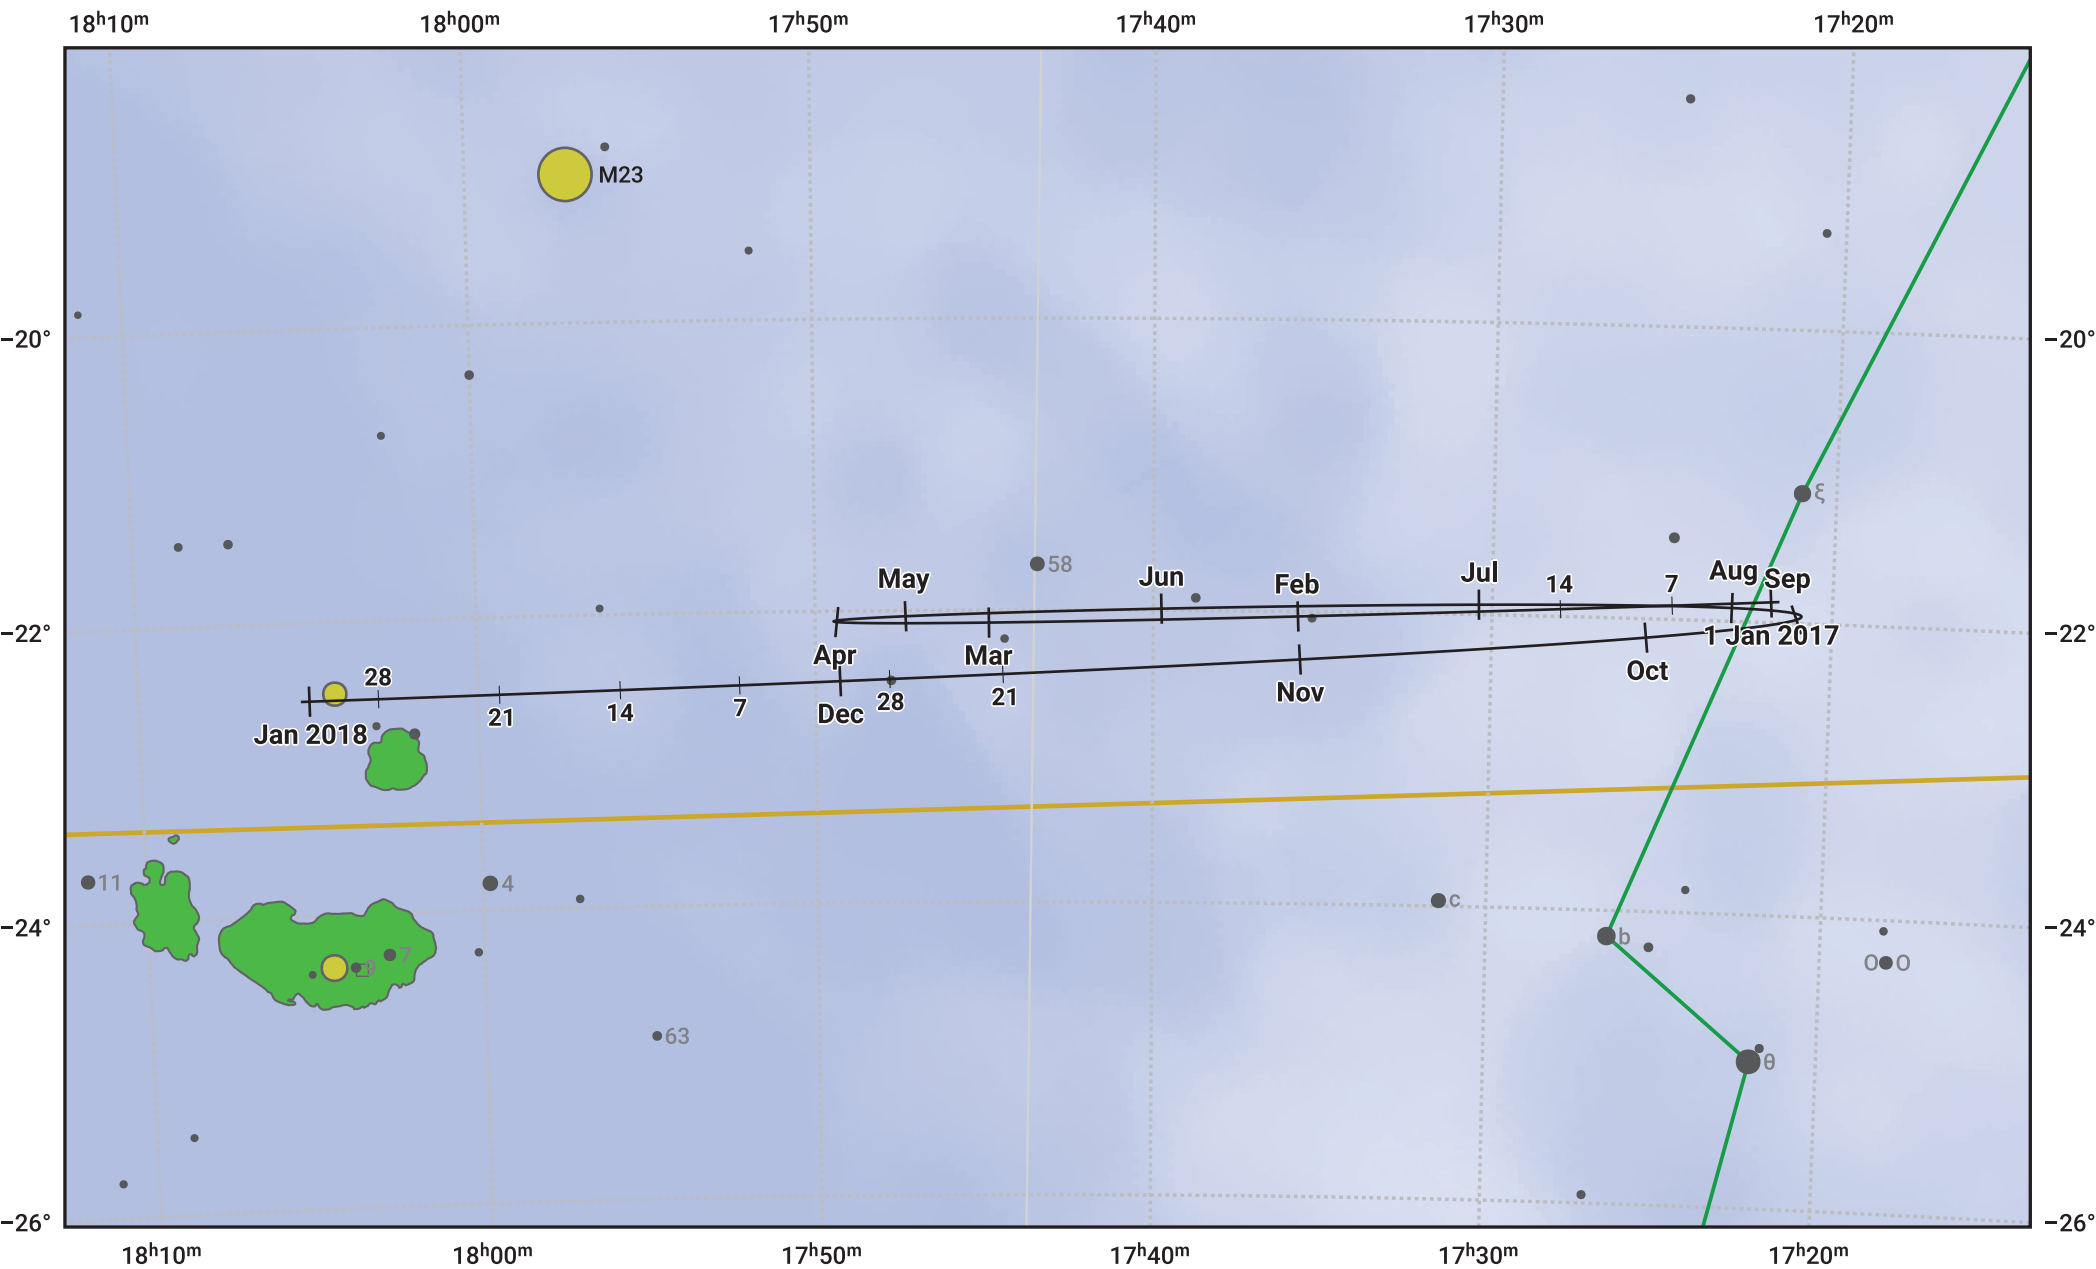 18ʰ10ᵐ 18ʰ00ᵐ 17ʰ50ᵐ 17ʰ40ᵐ 17ʰ30ᵐ 17ʰ20ᵐ
M23
−20° −20°
ξ
58
May Jun Feb Jul 14 7 Aug Sep
−22° −22°
1 Jan 2017
Apr Mar
Oct
28
Nov
21 14 7 Dec 28 21
Jan 2018
11 4 c
−24° b −24°
7
9
O O
63 θ
−26° −26°
18ʰ10ᵐ 18ʰ00ᵐ 17ʰ50ᵐ 17ʰ40ᵐ 17ʰ30ᵐ 17ʰ20ᵐ